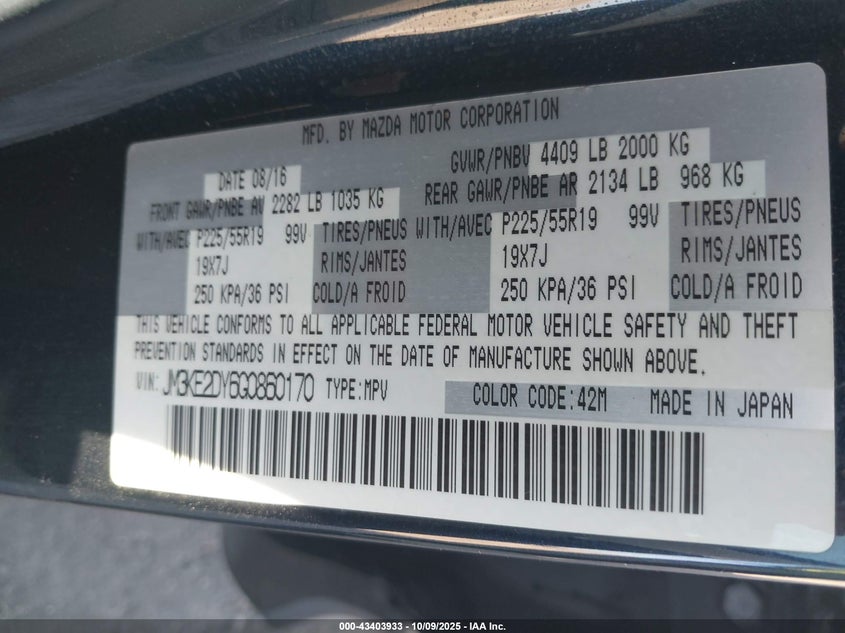 MFD. BY MAZDA MOTOR CORPORATION
DATE 08/16 GVWR/PNBV 4409 LB 2000 KG
FRONT GAWR/PNBE AV 2282 LB 1035 KG REAR GAWR/PNBE AR 2134 LB 968 KG
WITH/AVEC P225/55R19 99V TIRES/PNEUS WITH/AVEC P225/55R19 99V TIRES/PNEUS
19X7J RIMS/JANTES 19X7J RIMS/JANTES
250 KPA/36 PSI COLD/A FROID 250 KPA/36 PSI COLD/A FROID
THIS VEHICLE CONFORMS TO ALL APPLICABLE FEDERAL MOTOR VEHICLE SAFETY AND THEFT
PREVENTION STANDARDS IN EFFECT ON THE DATE OF MANUFACTURE SHOWN ABOVE.
VIN: JM3KE2DY6G0860170 TYPE:MPV COLOR CODE:42M MADE IN JAPAN
000-43403933 - 10/09/2025 - IAA Inc.